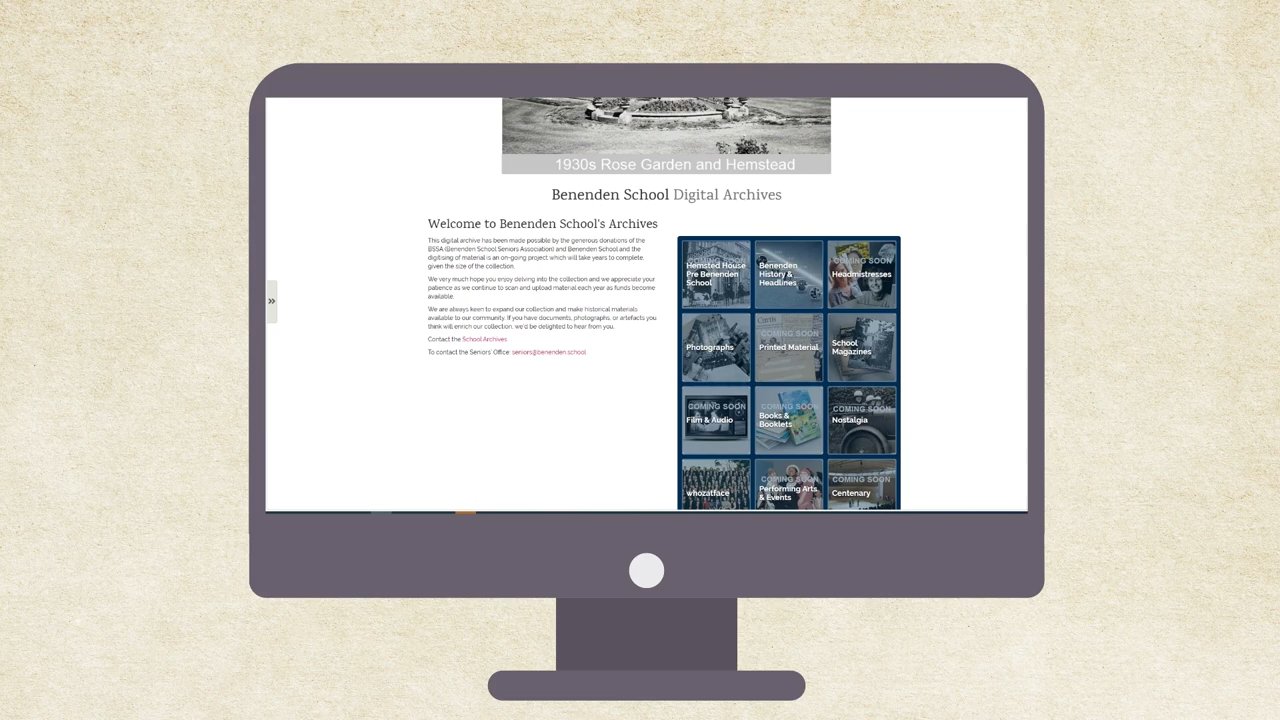 1930s Rose Garden and Hemstead
Benenden School Digital Archives
Welcome to Benenden School's Archives
This digital archive has been made possible by the generous donations of the
BSSA (Benenden School Seniors Association) and Benenden School and the
digitising of material is an on-going project which will take years to complete,
given the size of the collection.
We very much hope you enjoy delving into the collection and we appreciate your
patience as we continue to scan and upload material each year as funds become
available.
We are always keen to expand our collection and make historical materials
available to our community. If you have documents, photographs, or artefacts you
think will enrich our collection, we'd be delighted to hear from you.
Contact the School Archives
To contact the Seniors' Office: seniors@benenden.school
COMING SOON
Hemsted House
Pre Benenden
School
Benenden
History &
Headlines
COMING SOON
Headmistresses
Photographs
COMING SOON
Printed Material
School
Magazines
COMING SOON
Film & Audio
COMING SOON
Books &
Booklets
COMING SOON
Nostalgia
whozatface
COMING SOON
Performing Arts
& Events
COMING SOON
Centenary